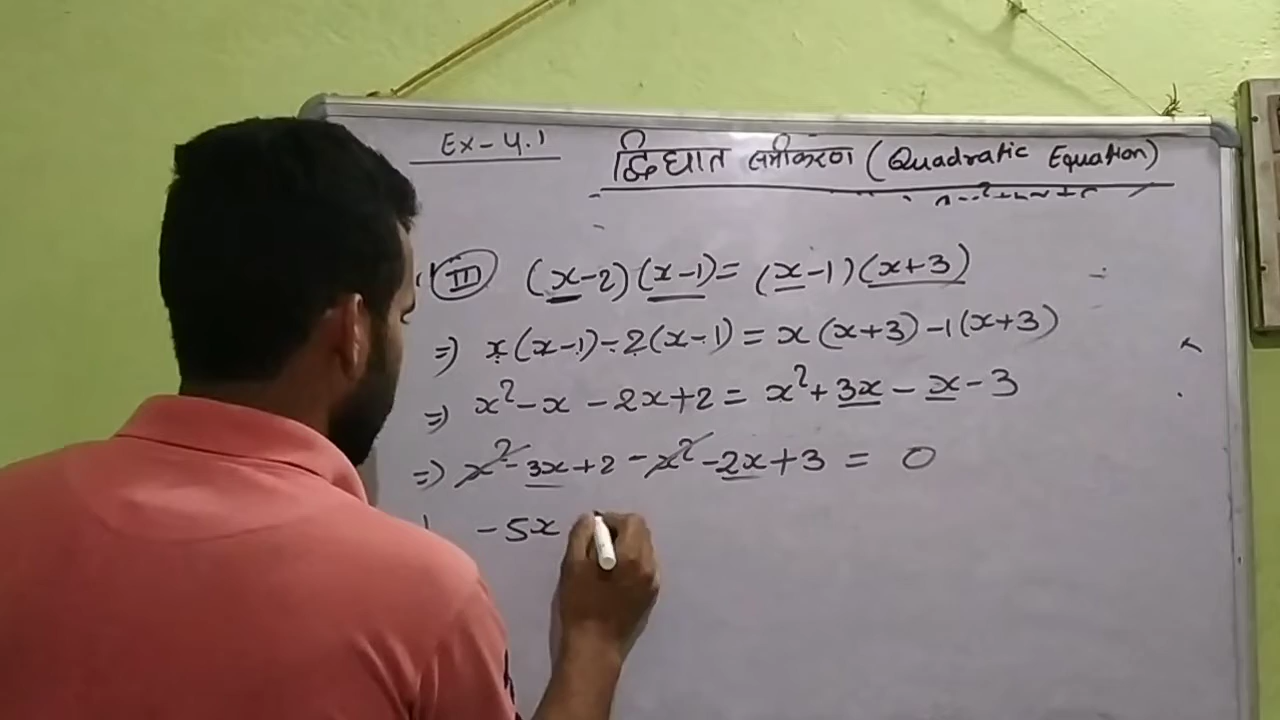 Ex-4.1
द्विघात समीकरण (Quadratic Equation)
III (x-2)(x-1)= (x-1)(x+3)
=) x(x-1)-2(x-1) = x(x+3)-1(x+3)
=) x²-x-2x+2 = x²+3x-x-3
=) x²-3x+2-x²-2x+3 = 0
-5x